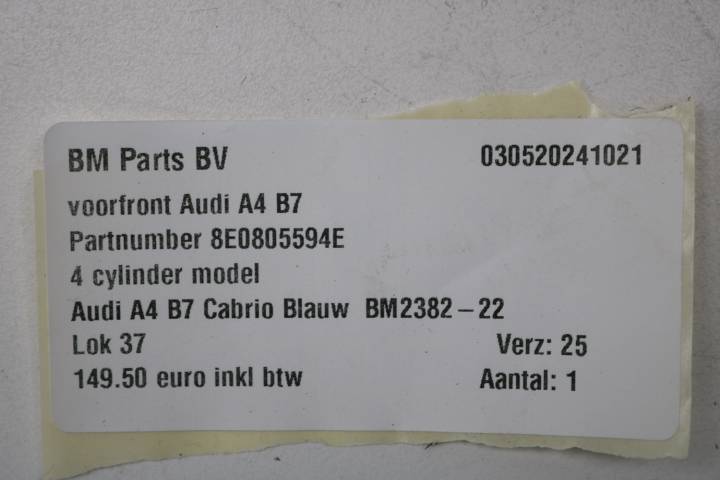 BM Parts BV 030520241021
voorfront Audi A4 B7
Partnumber 8E0805594E
4 cylinder model
Audi A4 B7 Cabrio Blauw BM2382-22
Lok 37 Verz: 25
149.50 euro inkl btw Aantal: 1